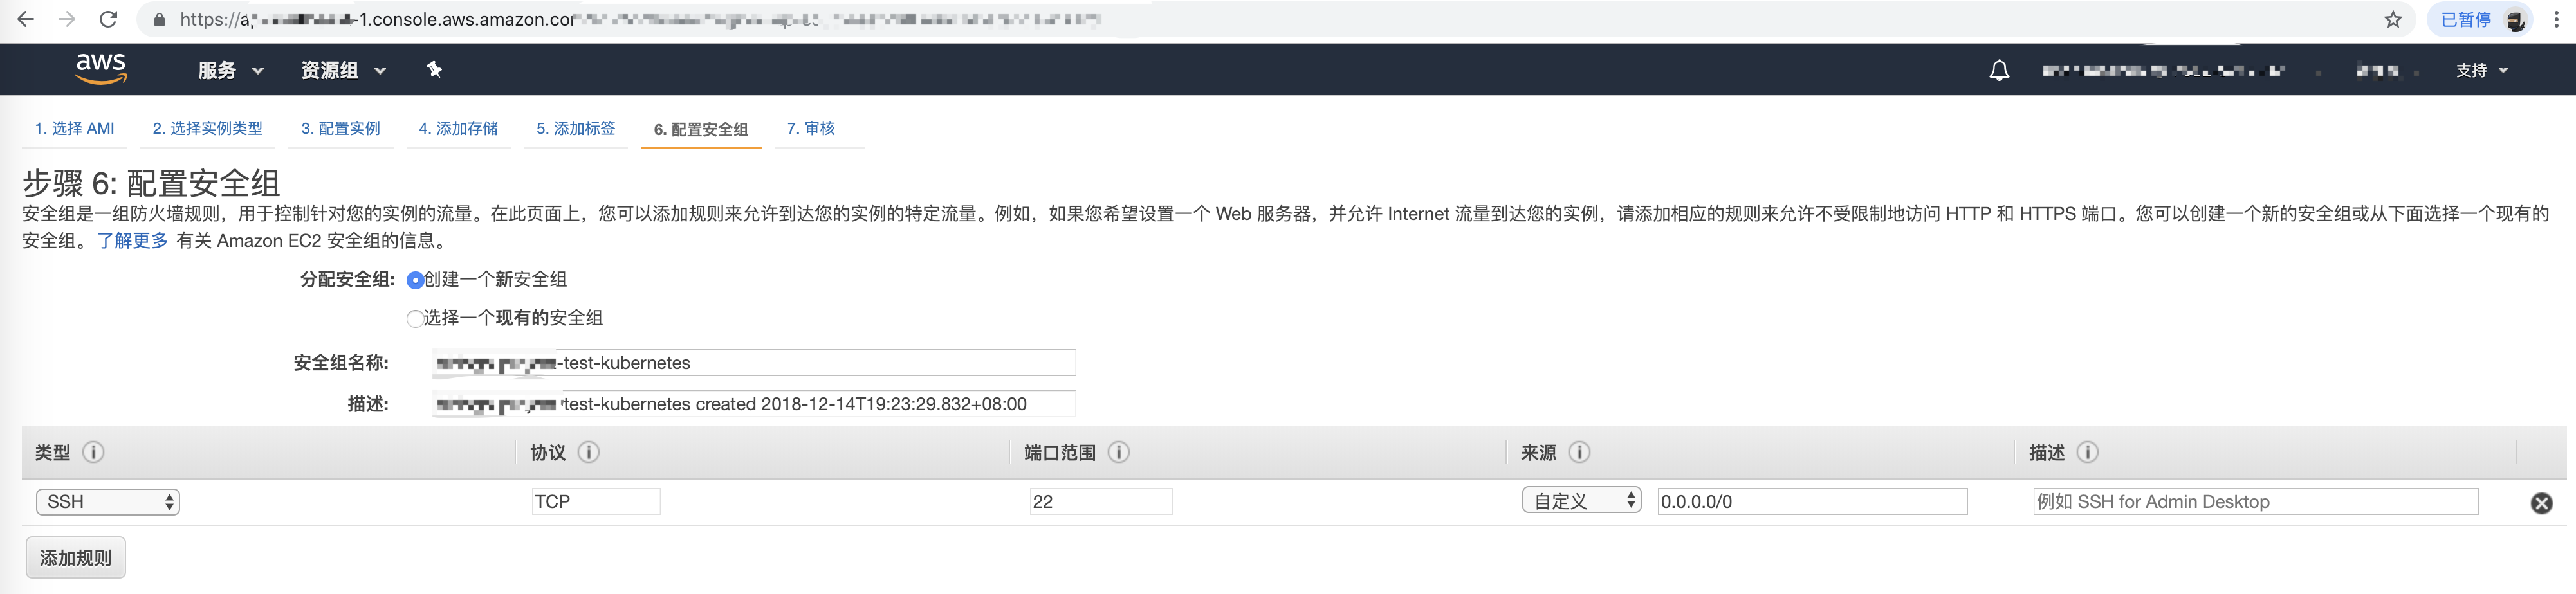 https://a -1.console.aws.amazon.co
已暂停
aws 服务 资源组 支持
1. 选择 AMI 2. 选择实例类型 3. 配置实例 4. 添加存储 5. 添加标签 6. 配置安全组 7. 审核
步骤 6: 配置安全组
安全组是一组防火墙规则，用于控制针对您的实例的流量。在此页面上，您可以添加规则来允许到达您的实例的特定流量。例如，如果您希望设置一个 Web 服务器，并允许 Internet 流量到达您的实例，请添加相应的规则来允许不受限制地访问 HTTP 和 HTTPS 端口。您可以创建一个新的安全组或从下面选择一个现有的
安全组。 了解更多 有关 Amazon EC2 安全组的信息。
分配安全组: 创建一个新安全组
选择一个现有的安全组
安全组名称: -test-kubernetes
描述: test-kubernetes created 2018-12-14T19:23:29.832+08:00
类型 协议 端口范围 来源 描述
SSH TCP 22 自定义 0.0.0.0/0 例如 SSH for Admin Desktop
添加规则